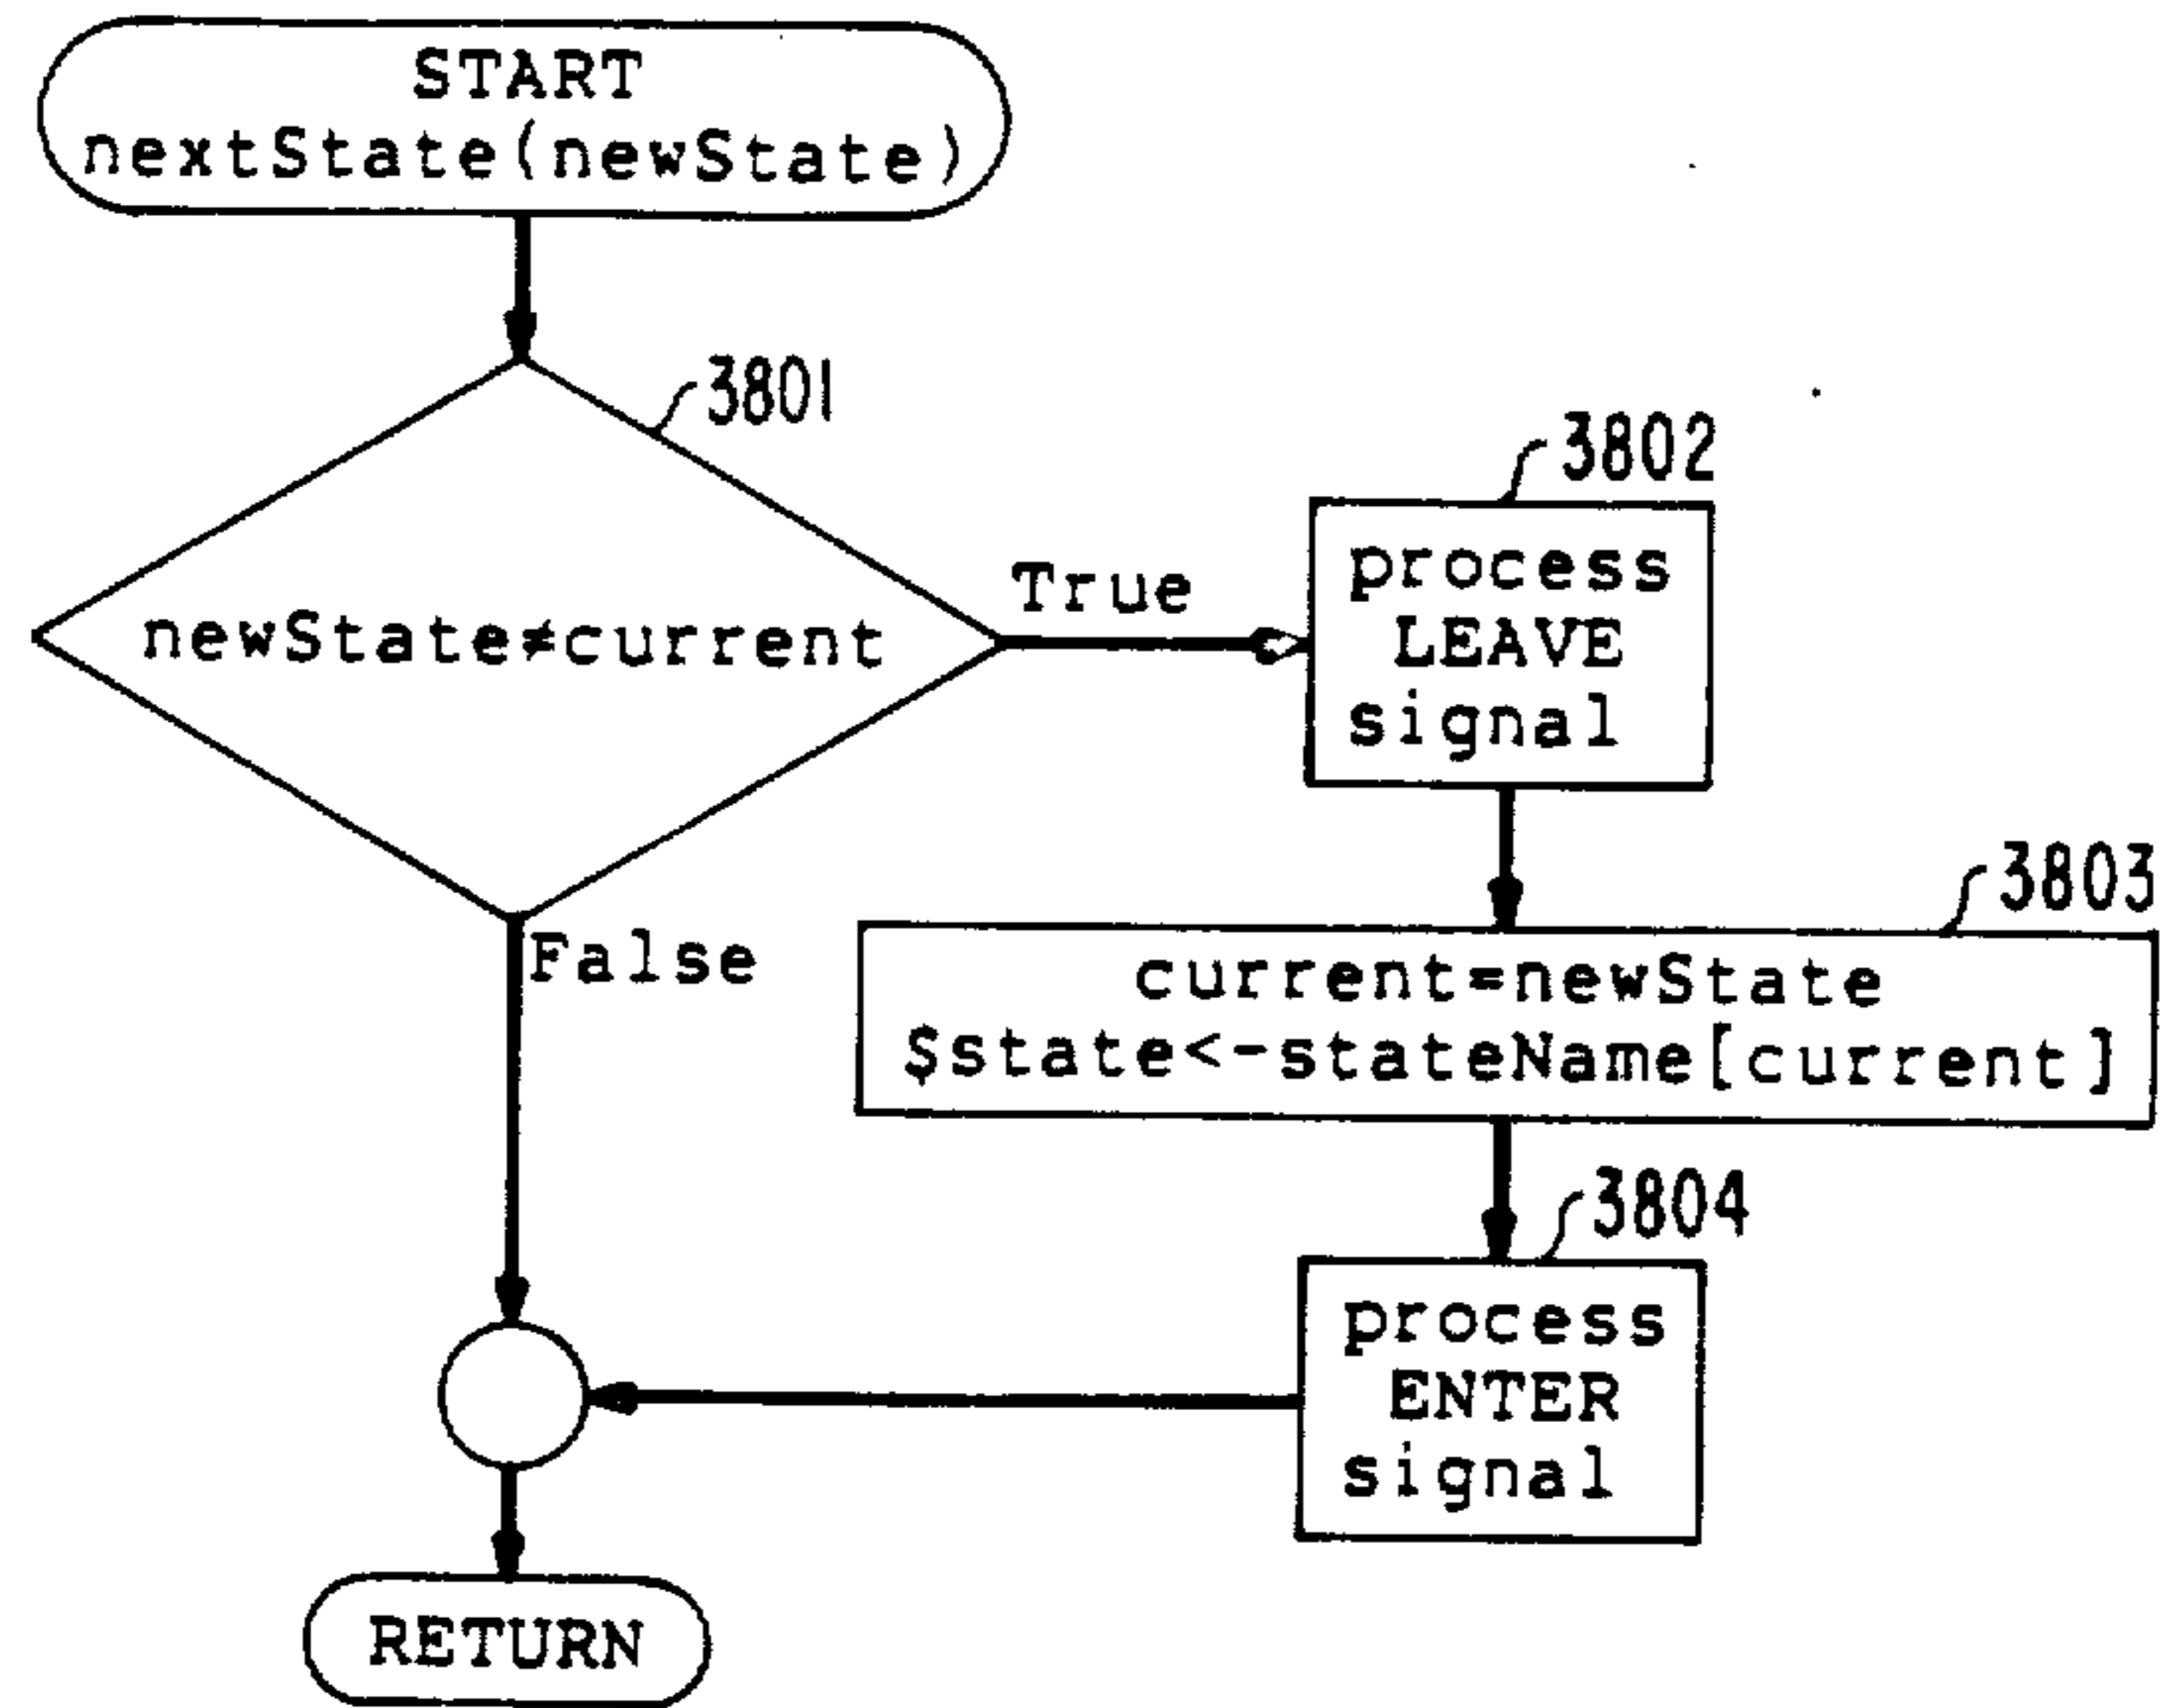 START
nextState(newState)
3801
newState≠current
True
3802
process
LEAVE
signal
False
3803
current=newState
$state<-stateName[current]
3804
process
ENTER
signal
RETURN